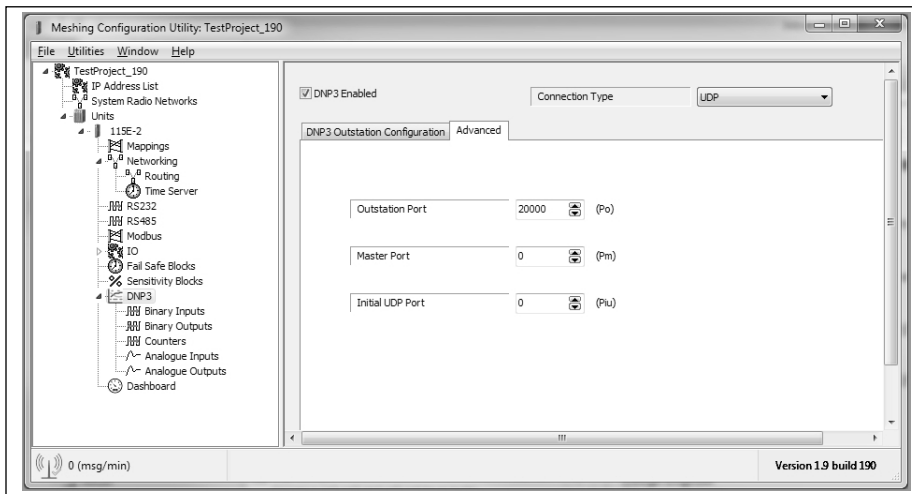 Meshing Configuration Utility: TestProject_190
File Utilities Window Help
TestProject_190
IP Address List
System Radio Networks
Units
115E-2
Mappings
Networking
Routing
Time Server
RS232
RS485
Modbus
IO
Fail Safe Blocks
Sensitivity Blocks
DNP3
Binary Inputs
Binary Outputs
Counters
Analogue Inputs
Analogue Outputs
Dashboard
DNP3 Enabled
Connection Type UDP
DNP3 Outstation Configuration Advanced
Outstation Port 20000 (Po)
Master Port 0 (Pm)
Initial UDP Port 0 (Piu)
0 (msg/min) Version 1.9 build 190